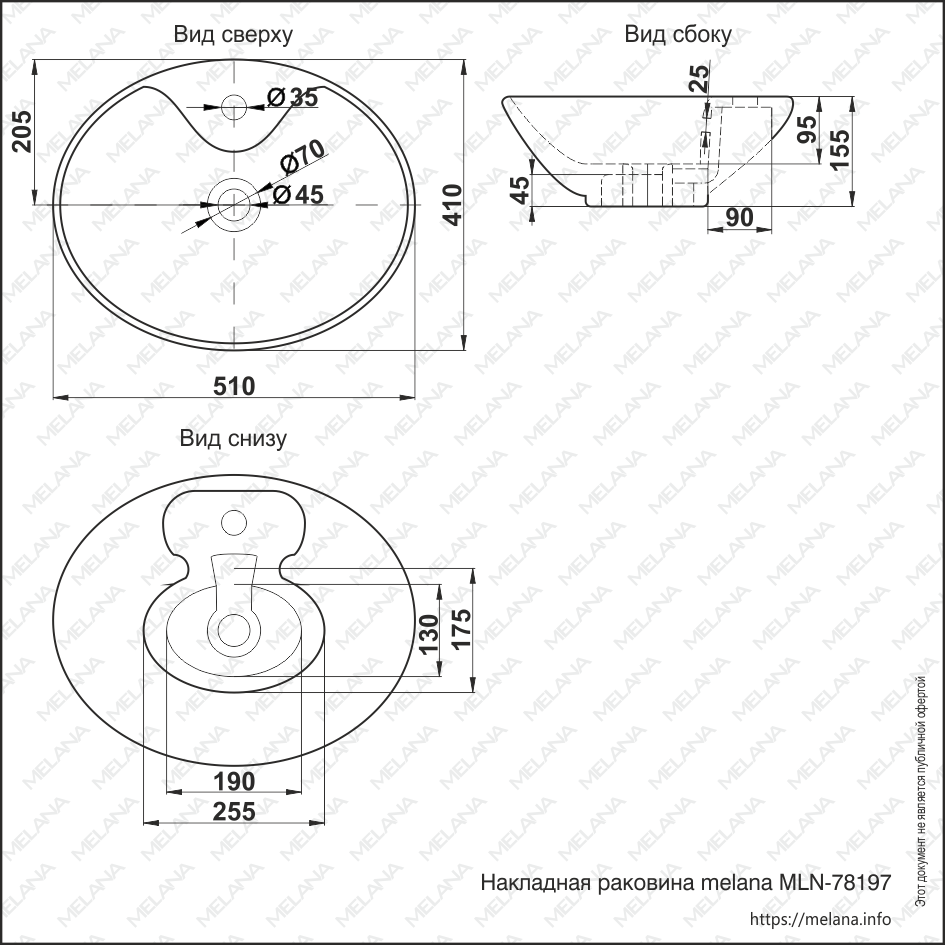 Вид сверху
Вид сбоку
Ø35
Ø70
Ø45
205
410
510
25
95
155
45
90
Вид снизу
130
175
190
255
Этот документ не является публичной офертой
Накладная раковина melana MLN-78197
https://melana.info
MELANA